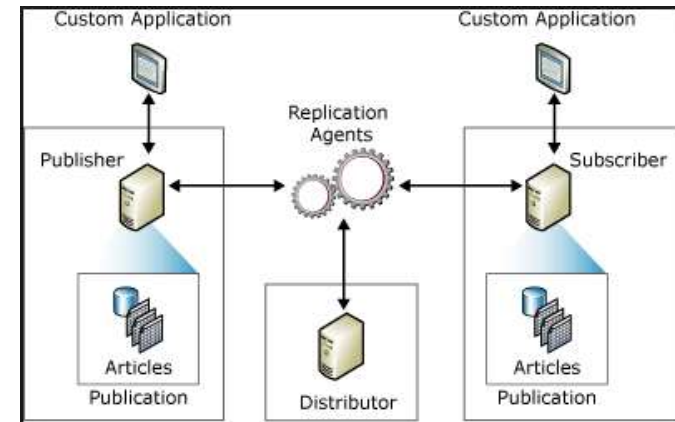 Custom Application
Custom Application
Replication
Agents
Publisher
Subscriber
Articles
Publication
Distributor
Articles
Publication